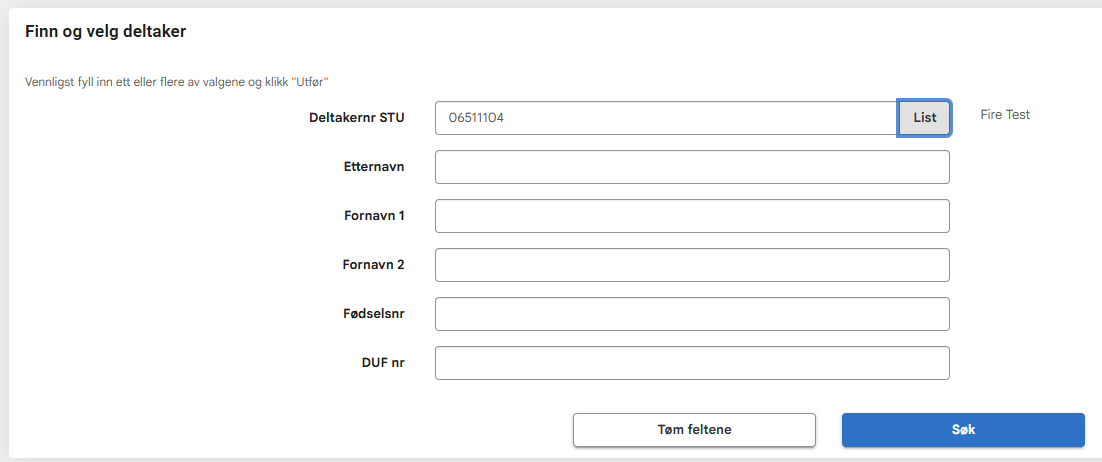 Finn og velg deltaker
Vennligst fyll inn ett eller flere av valgene og klikk "Utfør"
Deltakernr STU 06511104 List Fire Test
Etternavn
Fornavn 1
Fornavn 2
Fødselsnr
DUF nr
Tøm feltene Søk